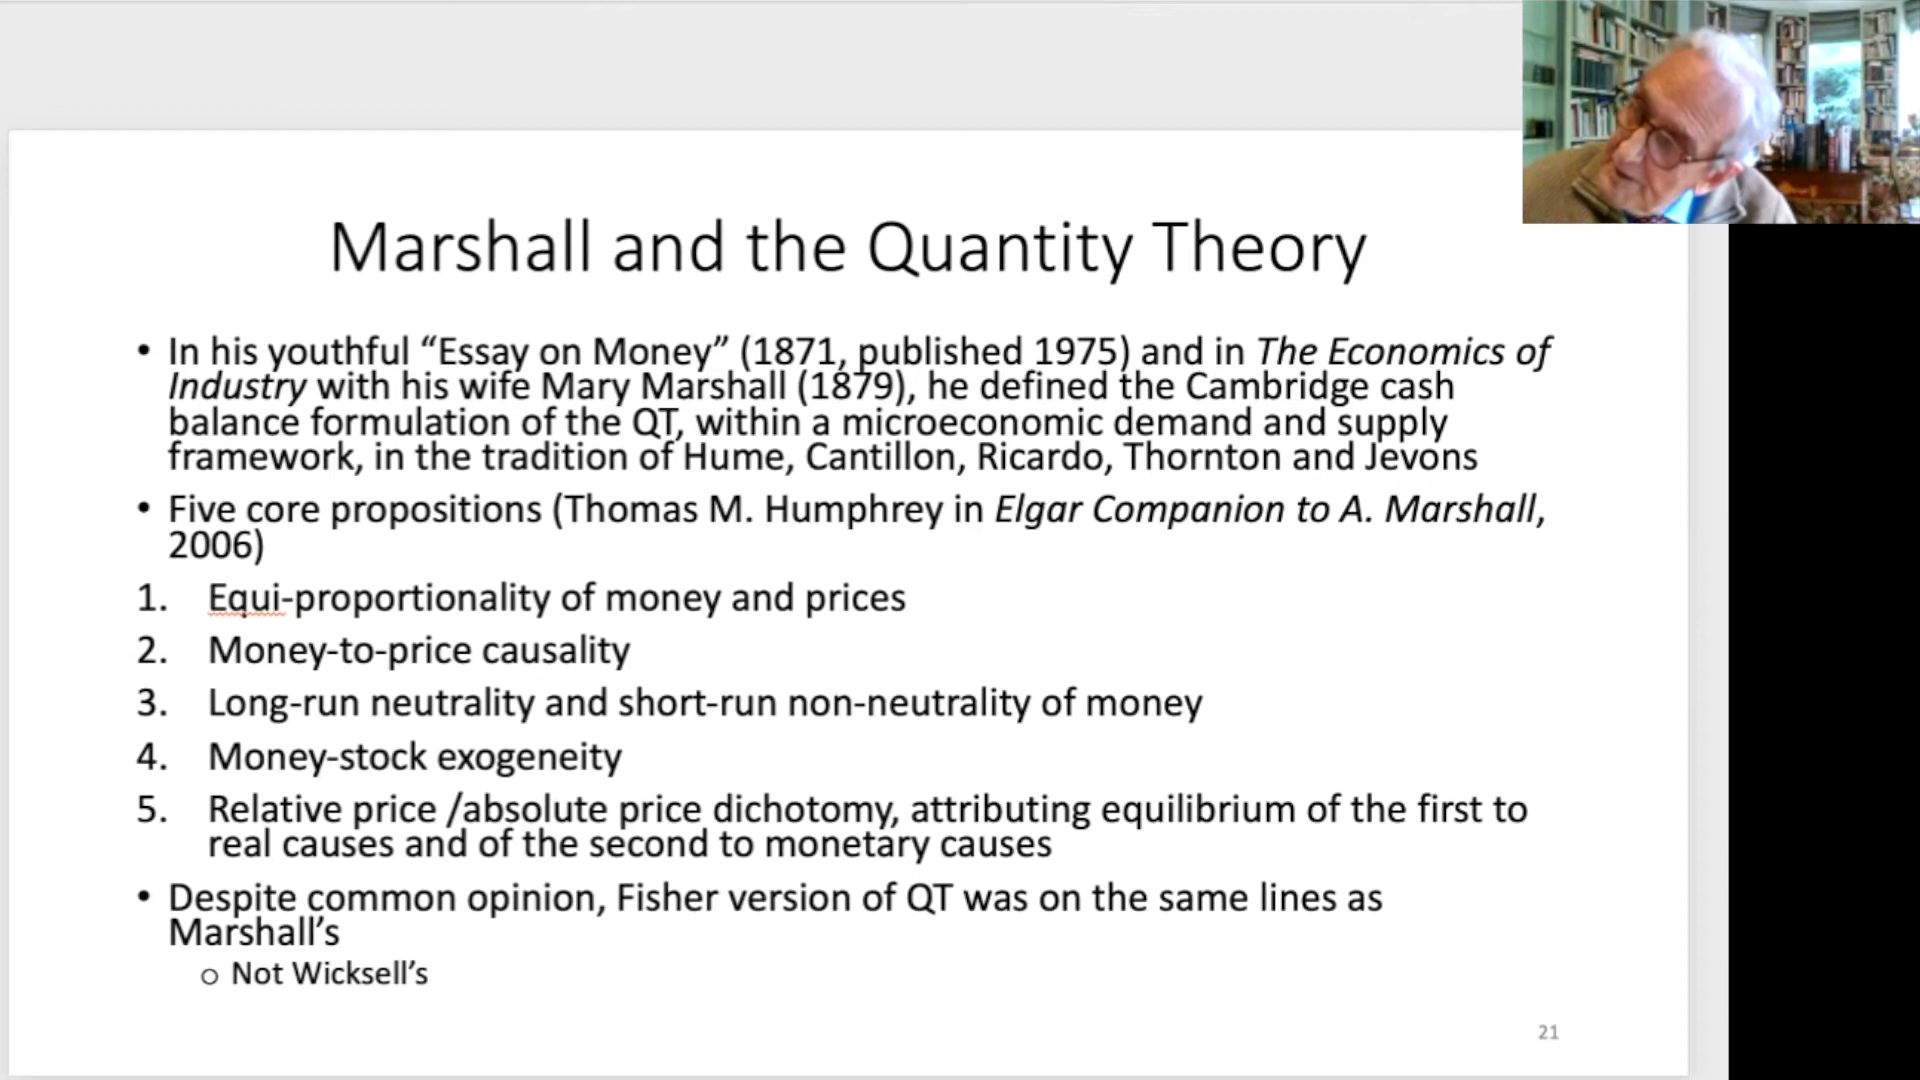 Marshall and the Quantity Theory
• In his youthful “Essay on Money” (1871, published 1975) and in The Economics of
Industry with his wife Mary Marshall (1879), he defined the Cambridge cash
balance formulation of the QT, within a microeconomic demand and supply
framework, in the tradition of Hume, Cantillon, Ricardo, Thornton and Jevons
• Five core propositions (Thomas M. Humphrey in Elgar Companion to A. Marshall,
2006)
1. Equi-proportionality of money and prices
2. Money-to-price causality
3. Long-run neutrality and short-run non-neutrality of money
4. Money-stock exogeneity
5. Relative price /absolute price dichotomy, attributing equilibrium of the first to
real causes and of the second to monetary causes
• Despite common opinion, Fisher version of QT was on the same lines as
Marshall’s
o Not Wicksell’s
21